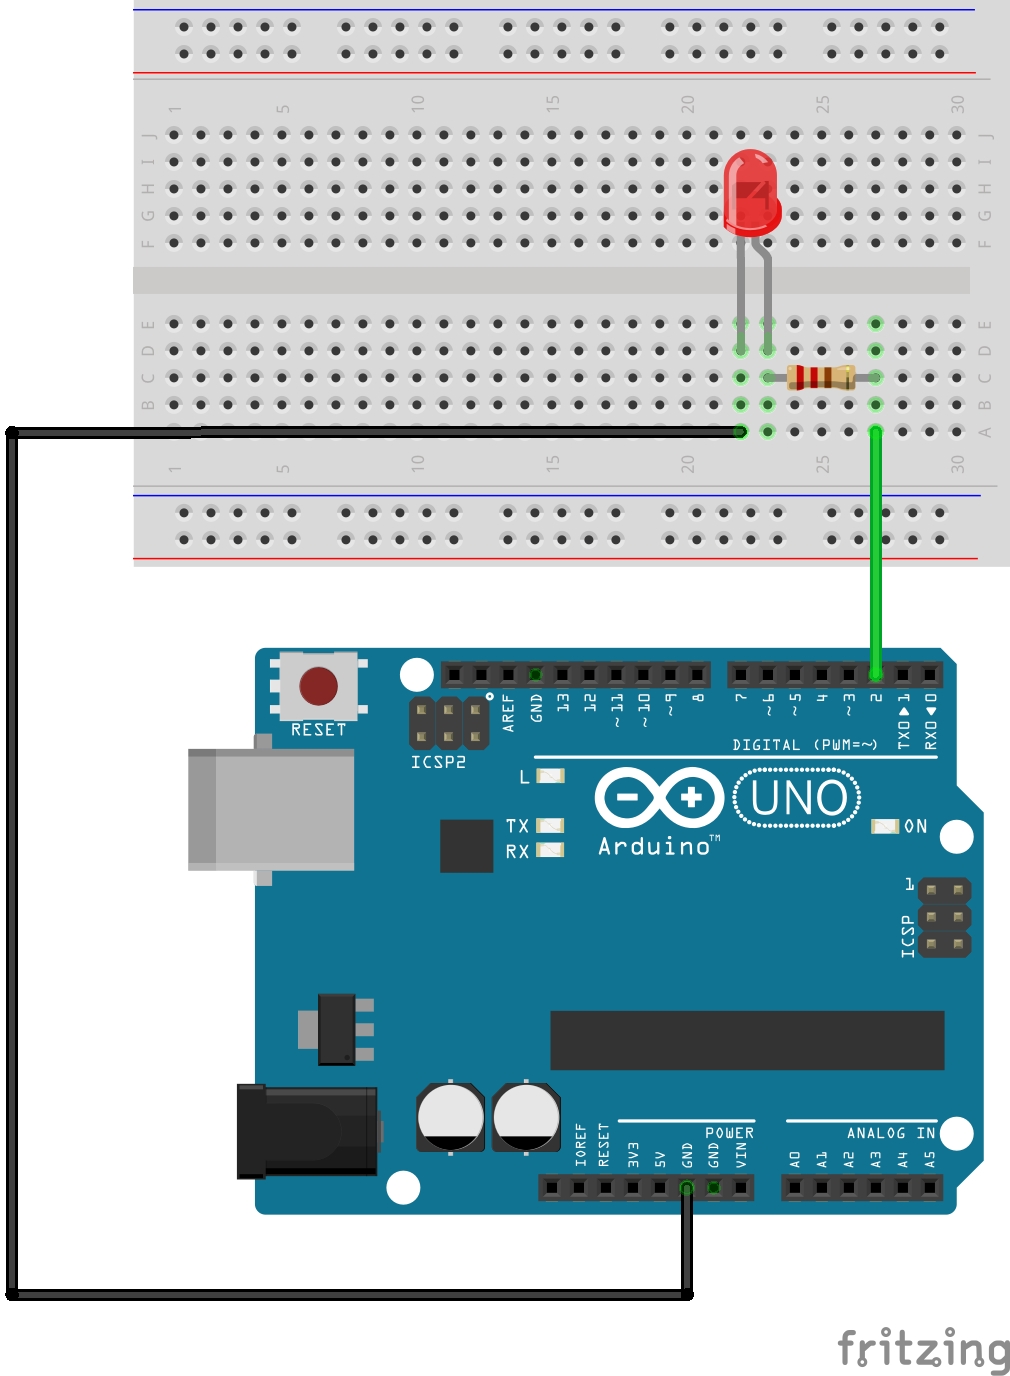 1 5 10 15 20 25 30
J J
I I
H H
G G
F F
E E
D D
C C
B B
A A
1 5 10 15 20 25 30
RESET
ICSP2
AREF GND 13 12 ~11 ~10 ~9 8 7 ~6 ~5 4 ~3 2 TX0▶1 RX0◀0
DIGITAL (PWM=~)
L
TX
RX
Arduino™
UNO
ON
1
ICSP
POWER
ANALOG IN
IOREF RESET 3V3 5V GND GND VIN A0 A1 A2 A3 A4 A5
fritzing